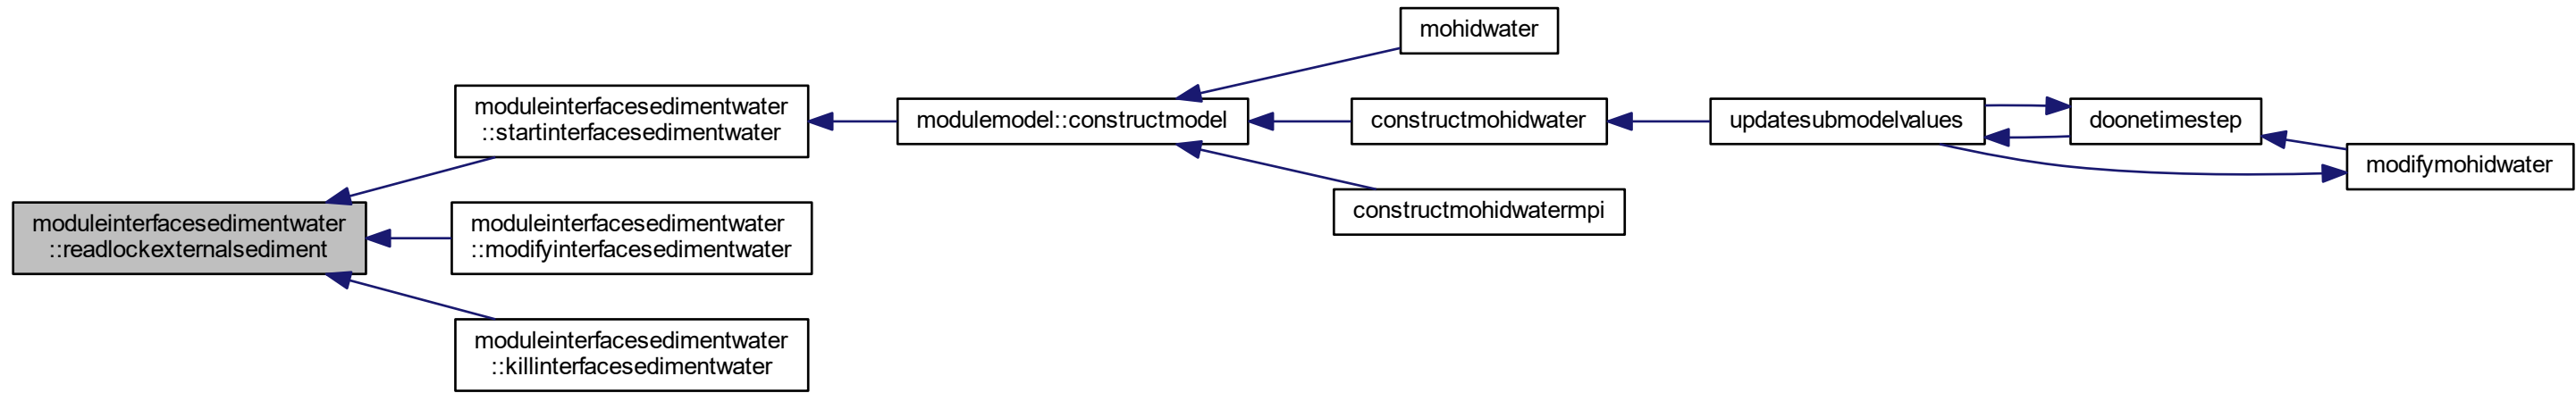 mohidwater
moduleinterfacesedimentwater
::startinterfacesedimentwater
modulemodel::constructmodel
constructmohidwater
updatesubmodelvalues
doonetimestep
modifymohidwater
constructmohidwatermpi
moduleinterfacesedimentwater
::readlockexternalsediment
moduleinterfacesedimentwater
::modifyinterfacesedimentwater
moduleinterfacesedimentwater
::killinterfacesedimentwater